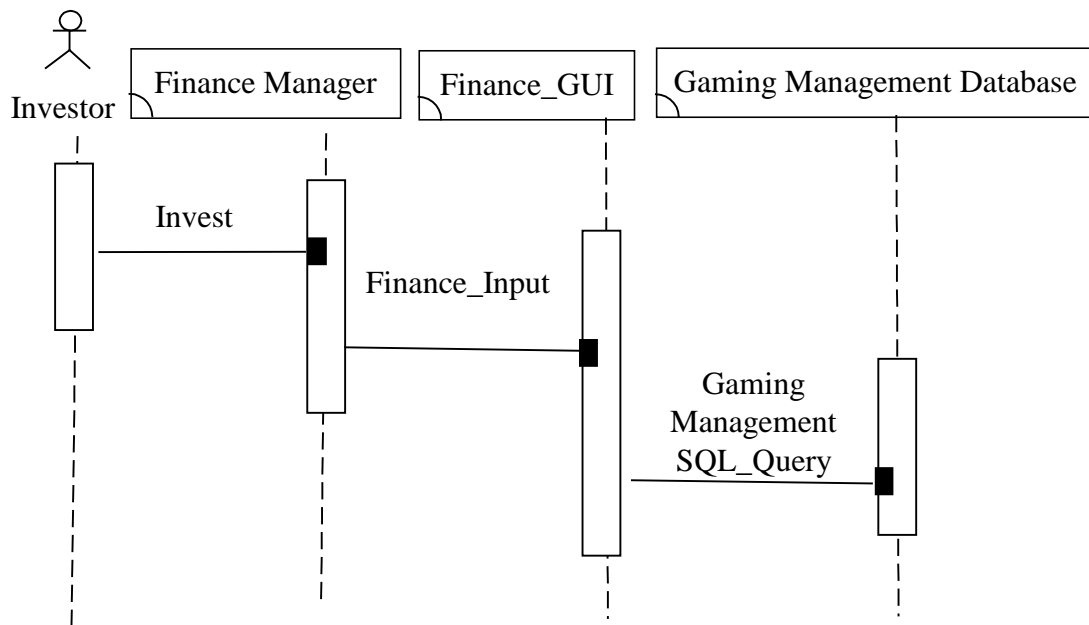 Investor
Finance Manager
Finance_GUI
Gaming Management Database
Invest
Finance_Input
Gaming
Management
SQL_Query